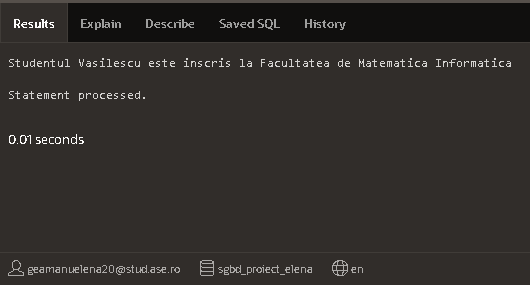 Results Explain Describe Saved SQL History
Studentul Vasilescu este inscris la Facultatea de Matematica Informatica
Statement processed.
0.01 seconds
geamanuelena20@stud.ase.ro sgbd_proiect_elena en